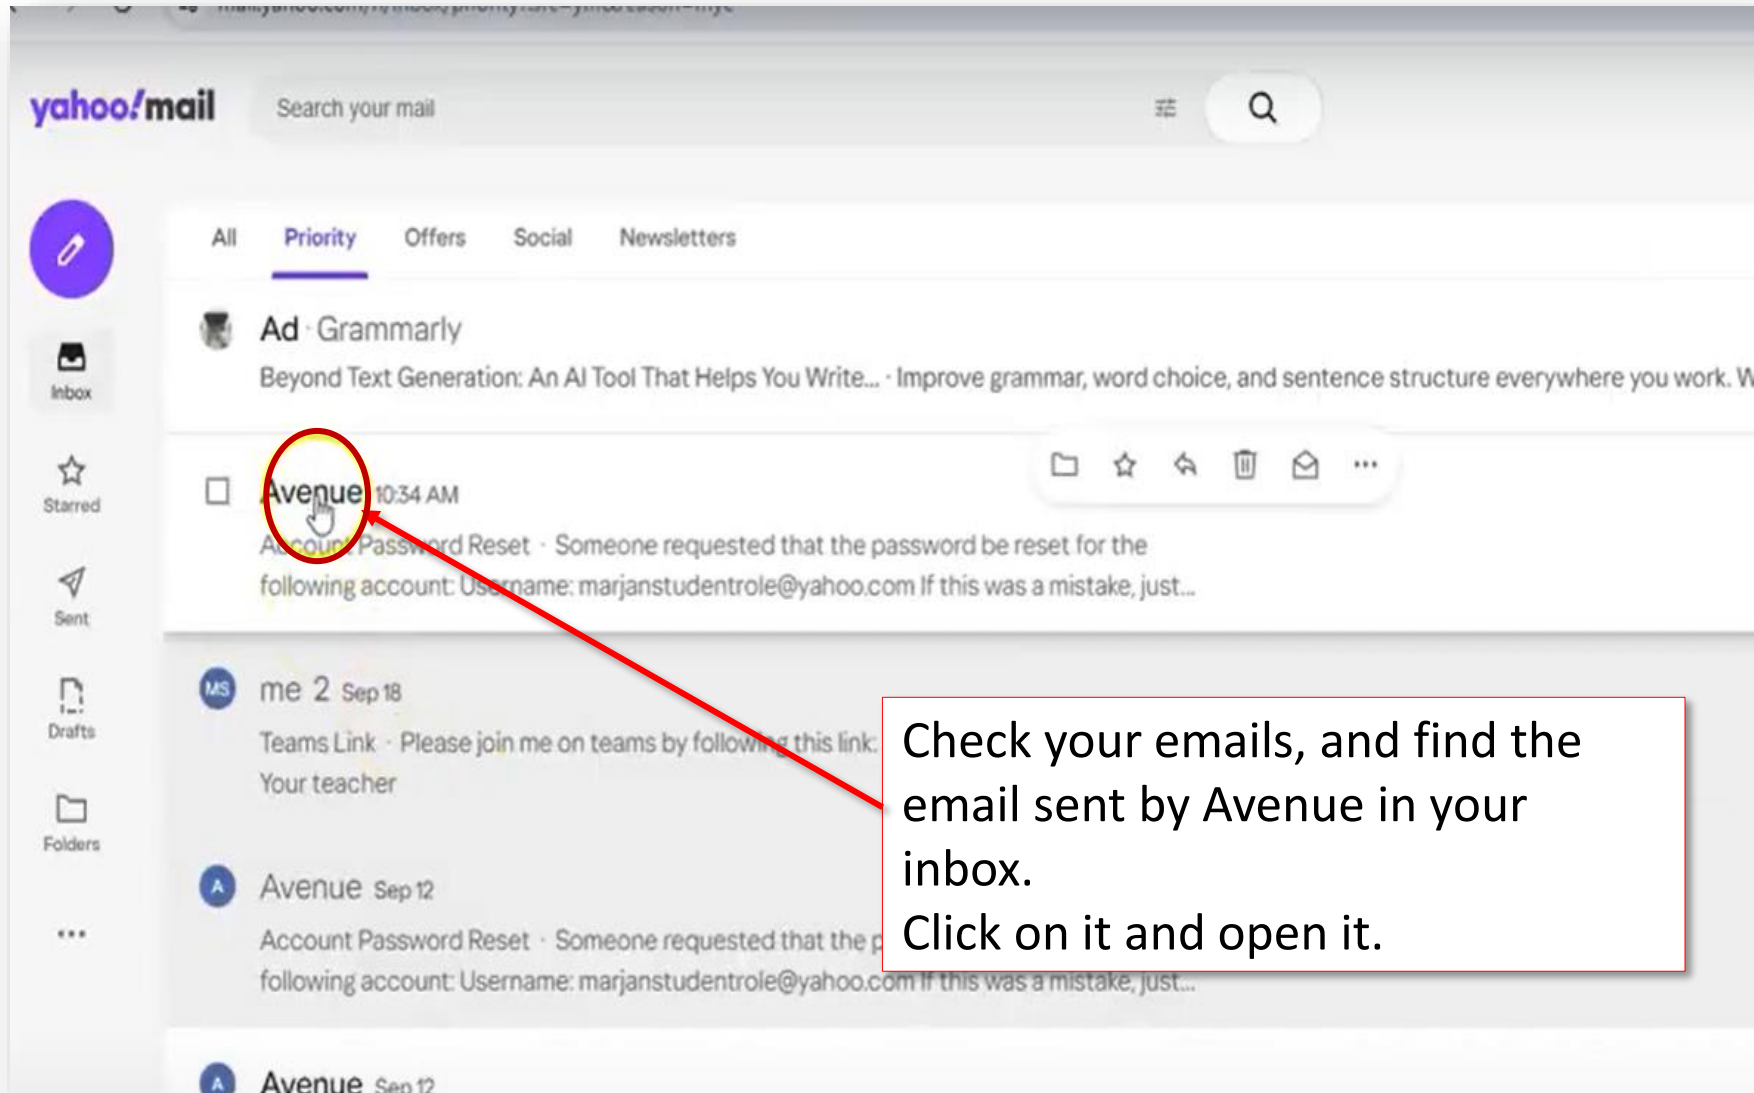 yahoo!mail
Search your mail
All Priority Offers Social Newsletters
Ad · Grammarly
Beyond Text Generation: An AI Tool That Helps You Write... · Improve grammar, word choice, and sentence structure everywhere you work.
Inbox
Avenue 10:34 AM
Account Password Reset · Someone requested that the password be reset for the
following account: Username: marjanstudentrole@yahoo.com If this was a mistake, just...
Starred
Sent
MS me 2 Sep 18
Teams Link · Please join me on teams by following this link:
Your teacher
Drafts
Folders
A Avenue Sep 12
Account Password Reset · Someone requested that the
following account: Username: marjanstudentrole@yahoo.com If this was a mistake, just...
A Avenue Sep 12
Check your emails, and find the
email sent by Avenue in your
inbox.
Click on it and open it.